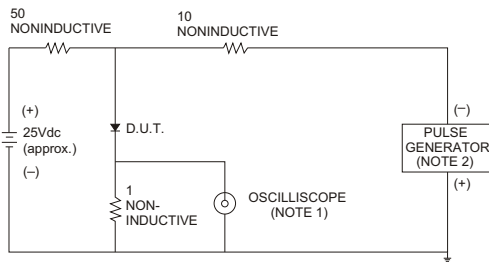 50
NONINDUCTIVE
10
NONINDUCTIVE
(+)
25Vdc
(approx.)
(–)
D.U.T.
1
NON-
INDUCTIVE
OSCILLISCOPE
(NOTE 1)
(–)
PULSE
GENERATOR
(NOTE 2)
(+)